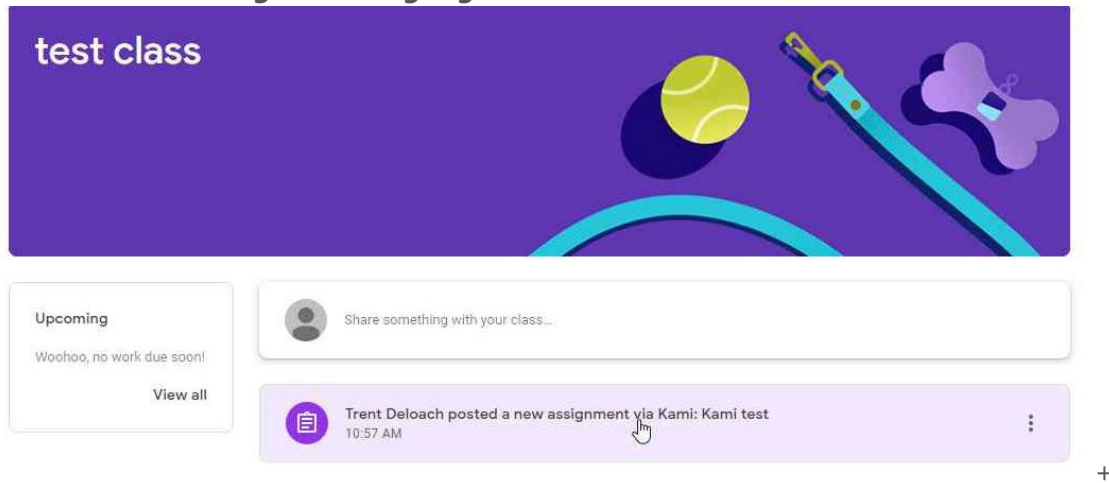 test class
Upcoming
Woohoo, no work due soon!
View all
Share something with your class...
Trent Deloach posted a new assignment via Kami: Kami test
10:57 AM
+